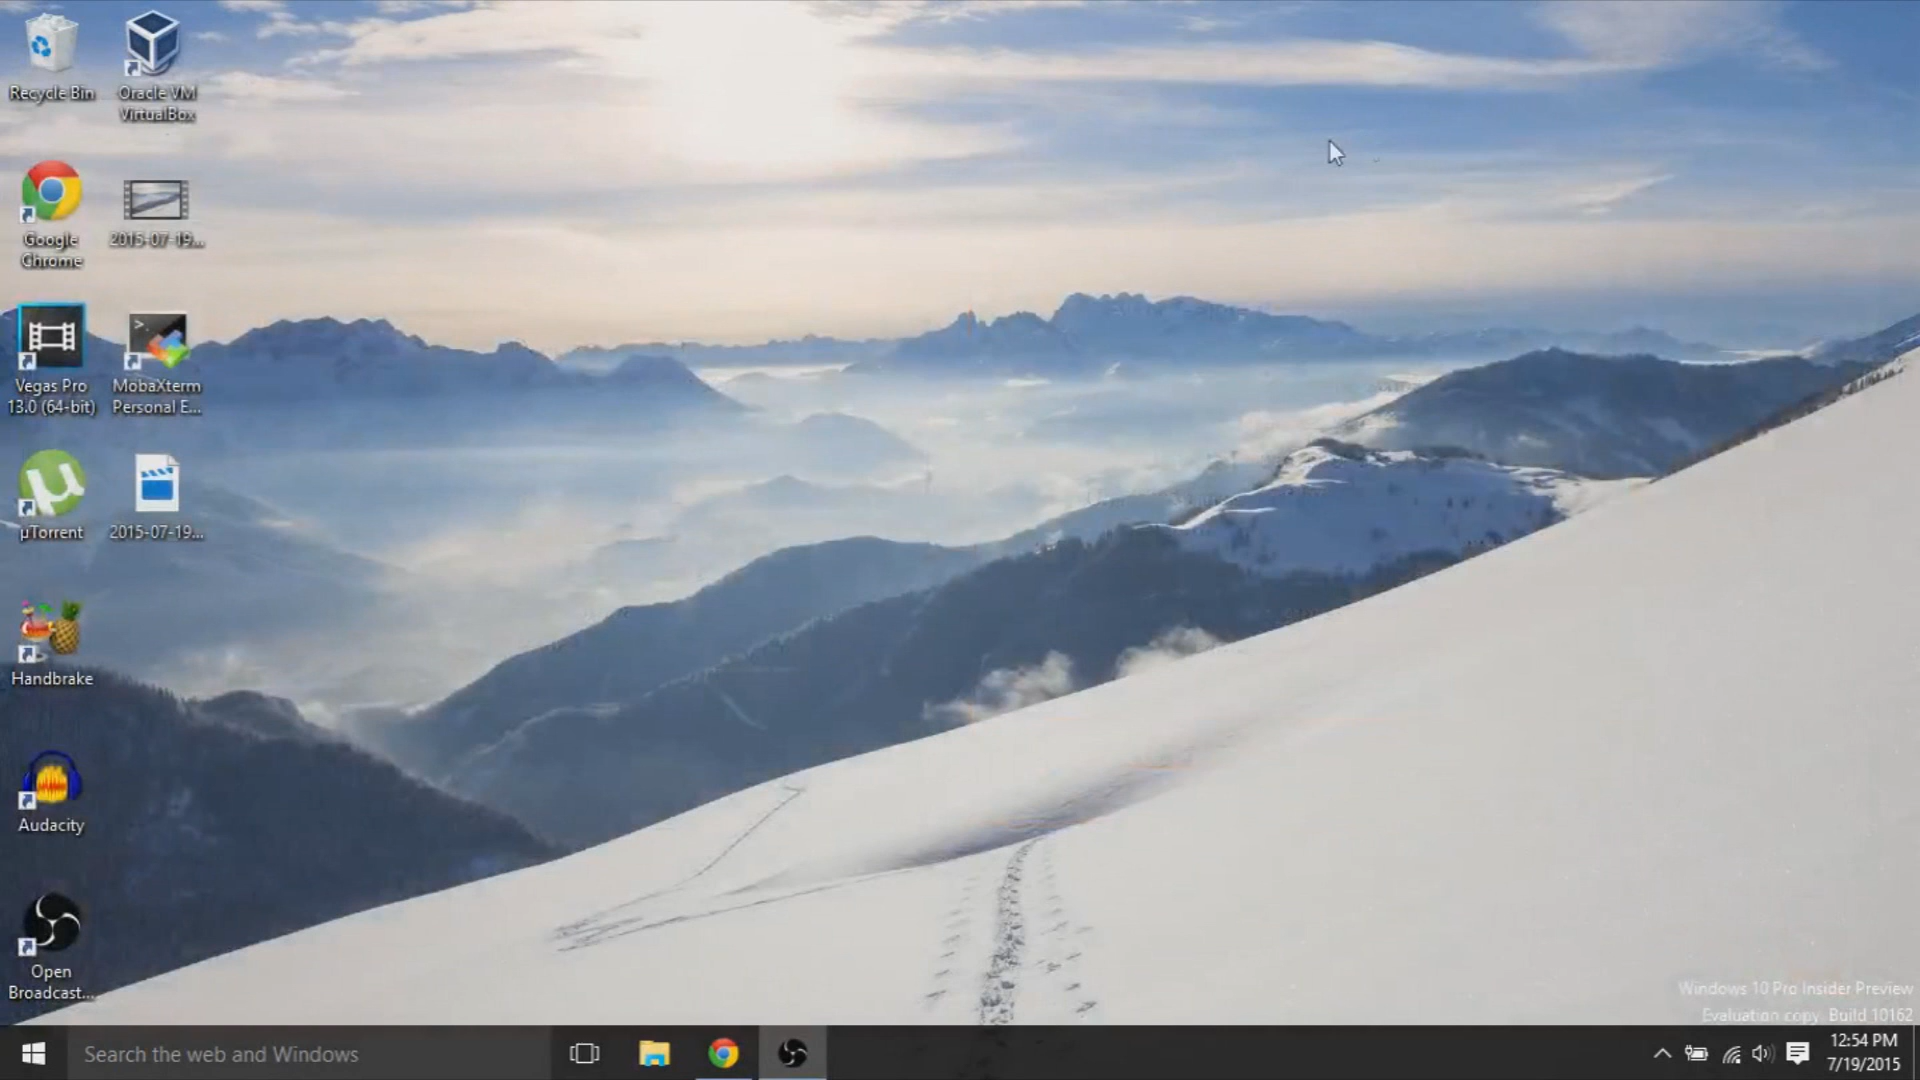 Recycle Bin
Oracle VM
VirtualBox
Google
Chrome
2015-07-19...
Vegas Pro
13.0 (64-bit)
MobaXterm
Personal E...
µTorrent
2015-07-19...
Handbrake
Audacity
Open
Broadcast...
Windows 10 Pro Insider Preview
Evaluation copy. Build 10162
Search the web and Windows
12:54 PM
7/19/2015